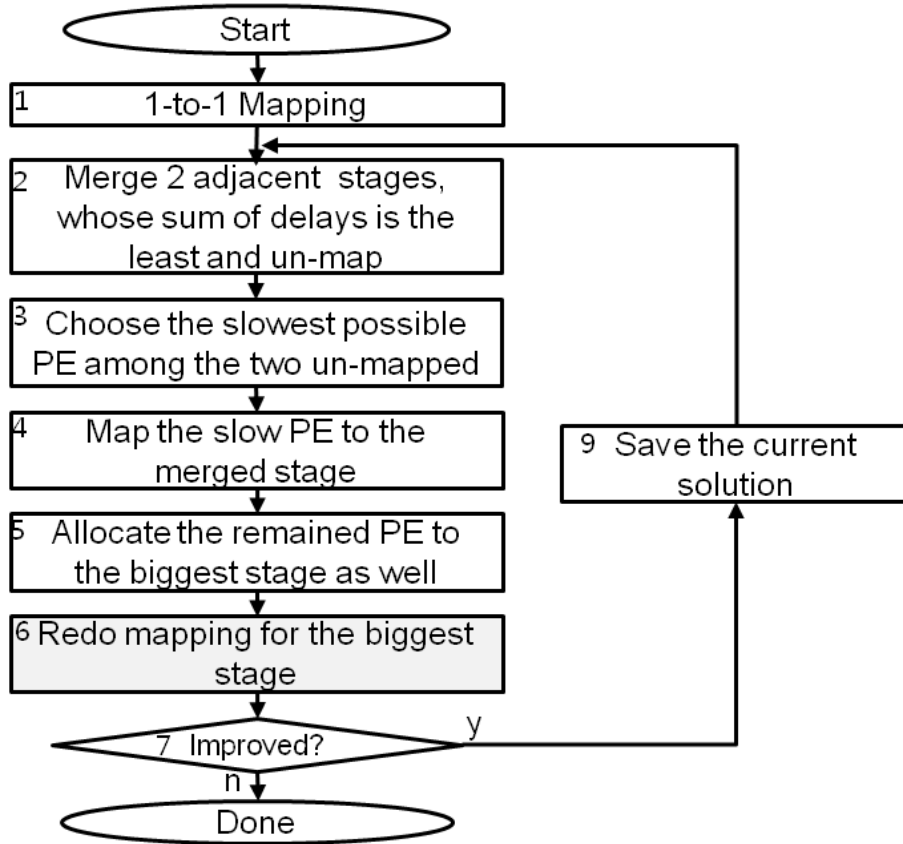 Start
1 1-to-1 Mapping
2 Merge 2 adjacent stages,
whose sum of delays is the
least and un-map
3 Choose the slowest possible
PE among the two un-mapped
4 Map the slow PE to the
merged stage
5 Allocate the remained PE to
the biggest stage as well
6 Redo mapping for the biggest
stage
7 Improved?
y
n
Done
9 Save the current
solution